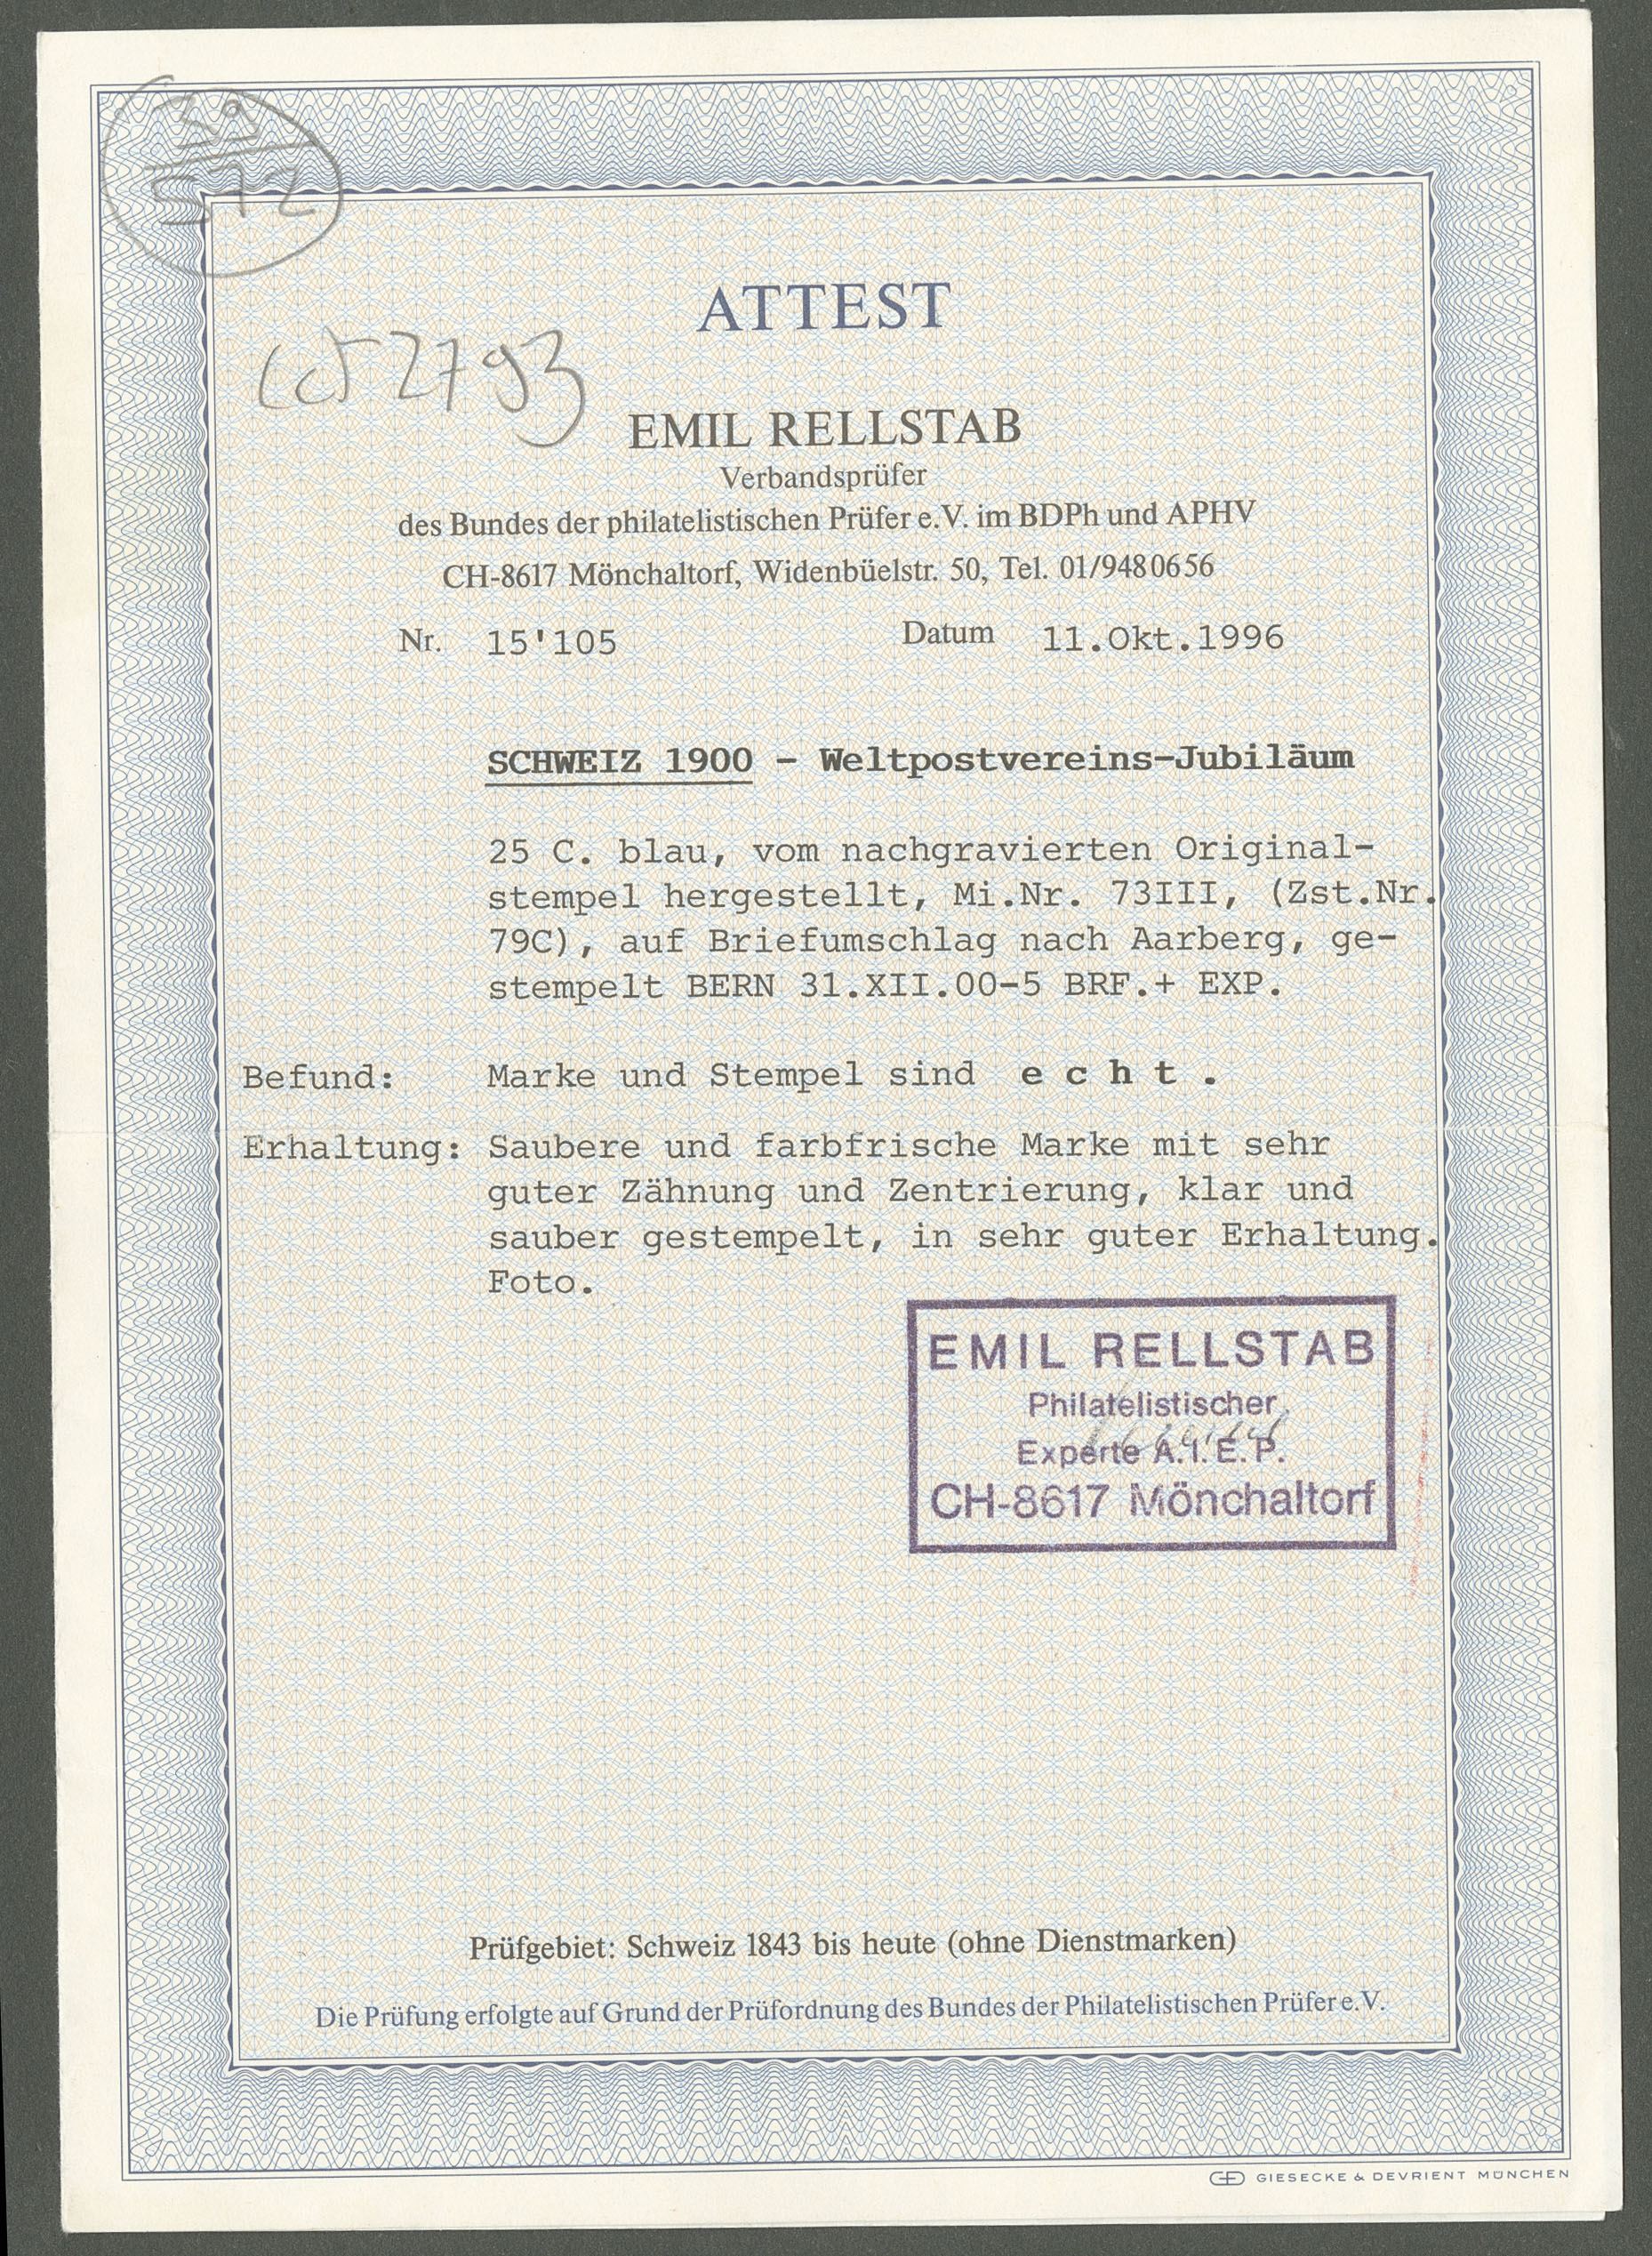 572
ATTEST
2793
EMIL RELLSTAB
Verbandsprüfer
des Bundes der philatelistischen Prüfer e.V. im BDPh und APHV
CH-8617 Mönchaltorf, Widenbüelstr. 50, Tel. 01/9480656
Nr. 15'105 Datum 11.Okt.1996
SCHWEIZ 1900 - Weltpostvereins-Jubiläum
25 C. blau, vom nachgravierten Original-
stempel hergestellt, Mi.Nr. 73III, (Zst.Nr.
79C), auf Briefumschlag nach Aarberg, ge-
stempelt BERN 31.XII.00-5 BRF.+ EXP.
Befund: Marke und Stempel sind e c h t .
Erhaltung: Saubere und farbfrische Marke mit sehr
guter Zähnung und Zentrierung, klar und
sauber gestempelt, in sehr guter Erhaltung.
Foto.
EMIL RELLSTAB
Philatelistischer
Experte A.I.E.P.
CH-8617 Mönchaltorf
Prüfgebiet: Schweiz 1843 bis heute (ohne Dienstmarken)
Die Prüfung erfolgte auf Grund der Prüfordnung des Bundes der Philatelistischen Prüfer e.V.
GIESECKE & DEVRIENT MÜNCHEN